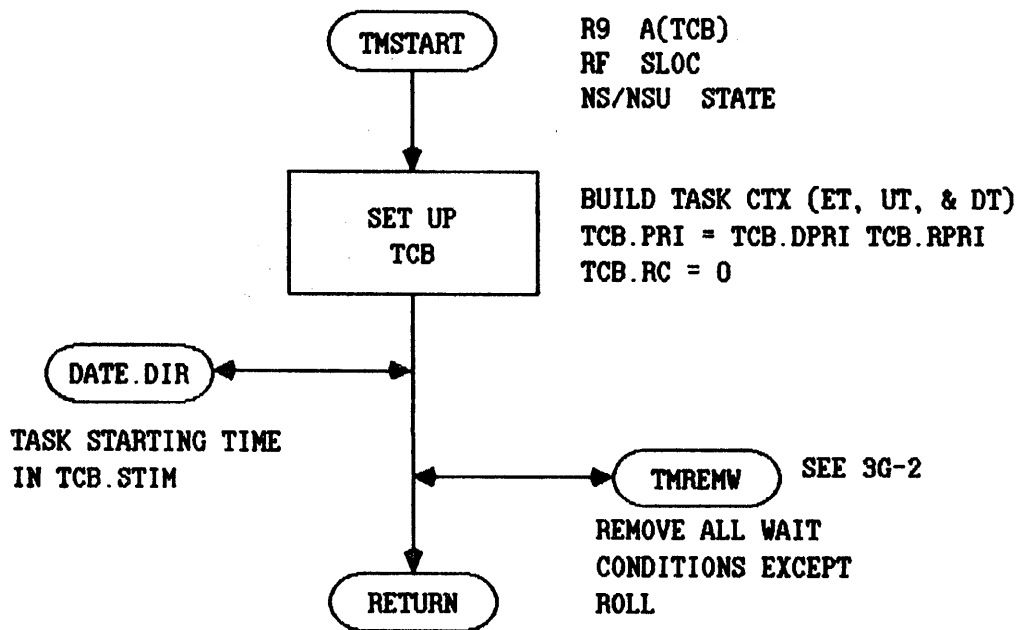 TMSTART
R9 A(TCB)
RF SLOC
NS/NSU STATE
SET UP
TCB
BUILD TASK CTX (ET, UT, & DT)
TCB.PRI = TCB.DPRI TCB.RPRI
TCB.RC = 0
DATE.DIR
TASK STARTING TIME
IN TCB.STIM
TMREMW
SEE 3G-2
REMOVE ALL WAIT
CONDITIONS EXCEPT
ROLL
RETURN